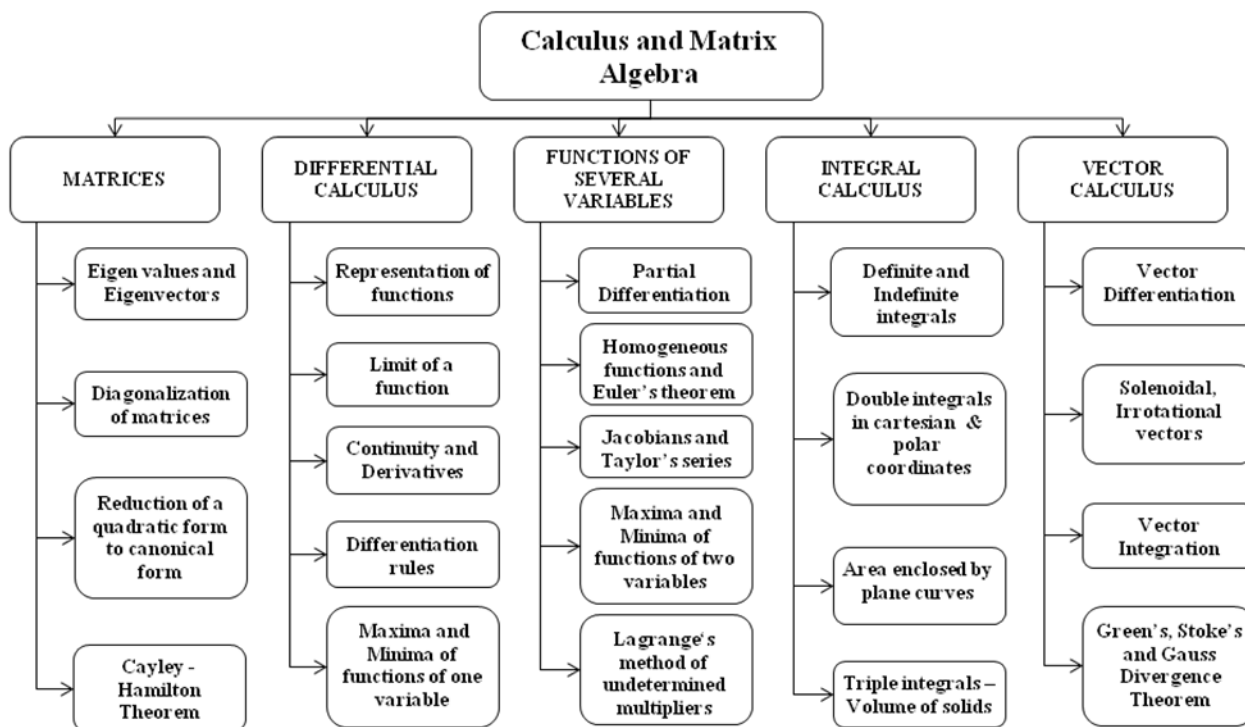 Calculus and Matrix
Algebra
MATRICES
Eigen values and
Eigenvectors
Diagonalization
of matrices
Reduction of a
quadratic form
to canonical
form
Cayley -
Hamilton
Theorem
DIFFERENTIAL
CALCULUS
Representation of
functions
Limit of a
function
Continuity and
Derivatives
Differentiation
rules
Maxima and
Minima of
functions of one
variable
FUNCTIONS OF
SEVERAL
VARIABLES
Partial
Differentiation
Homogeneous
functions and
Euler’s theorem
Jacobians and
Taylor’s series
Maxima and
Minima of
functions of two
variables
Lagrange‘s
method of
undetermined
multipliers
INTEGRAL
CALCULUS
Definite and
Indefinite
integrals
Double integrals
in cartesian &
polar
coordinates
Area enclosed by
plane curves
Triple integrals –
Volume of solids
VECTOR
CALCULUS
Vector
Differentiation
Solenoidal,
Irrotational
vectors
Vector
Integration
Green’s, Stoke’s
and Gauss
Divergence
Theorem